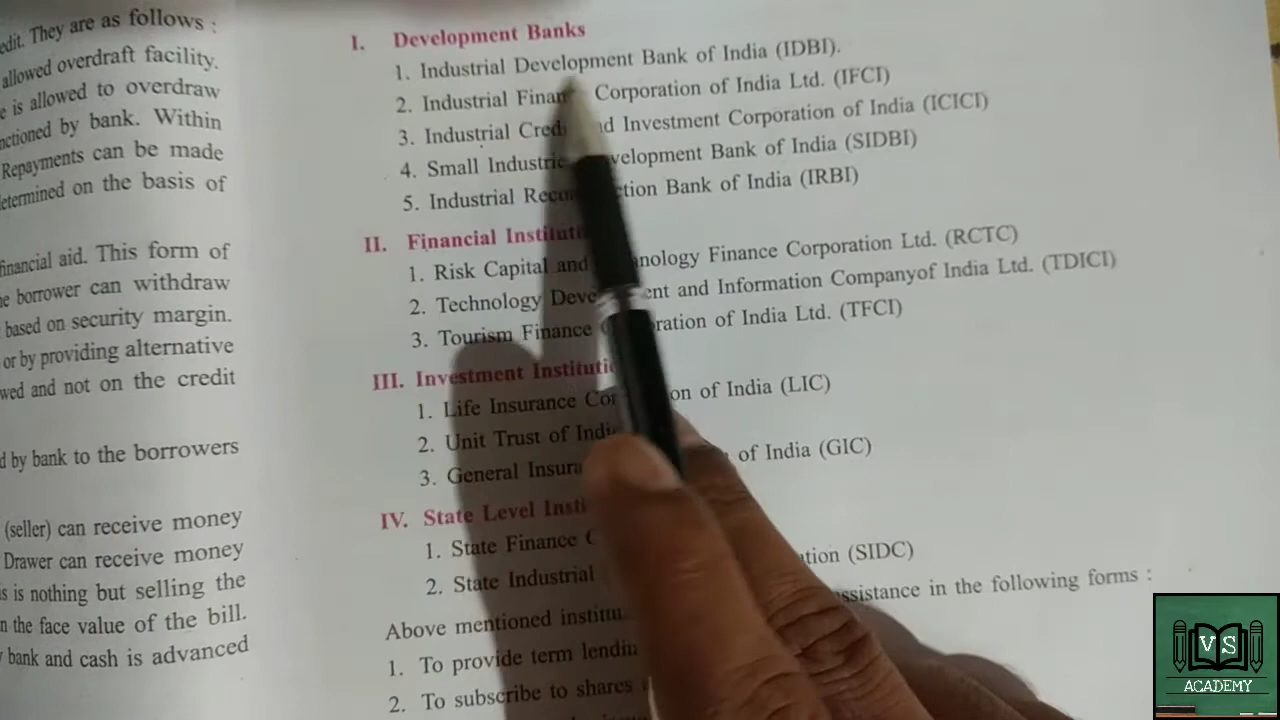 edit. They are as follows :
allowed overdraft facility.
e is allowed to overdraw
nctioned by bank. Within
Repayments can be made
etermined on the basis of
financial aid. This form of
he borrower can withdraw
based on security margin.
or by providing alternative
wed and not on the credit
d by bank to the borrowers
(seller) can receive money
Drawer can receive money
s is nothing but selling the
n the face value of the bill.
bank and cash is advanced
I. Development Banks
1. Industrial Development Bank of India (IDBI).
2. Industrial Finan Corporation of India Ltd. (IFCI)
3. Industrial Cred nd Investment Corporation of India (ICICI)
4. Small Industrie velopment Bank of India (SIDBI)
5. Industrial Recon ction Bank of India (IRBI)
II. Financial Instituti
1. Risk Capital and nology Finance Corporation Ltd. (RCTC)
2. Technology Deve ent and Information Companyof India Ltd. (TDICI)
3. Tourism Finance C ration of India Ltd. (TFCI)
III. Investment Institutio
1. Life Insurance Cor on of India (LIC)
2. Unit Trust of Indi
3. General Insura of India (GIC)
IV. State Level Insti
1. State Finance C
2. State Industrial ation (SIDC)
Above mentioned institu ssistance in the following forms :
1. To provide term lendin
2. To subscribe to shares
VS
ACADEMY